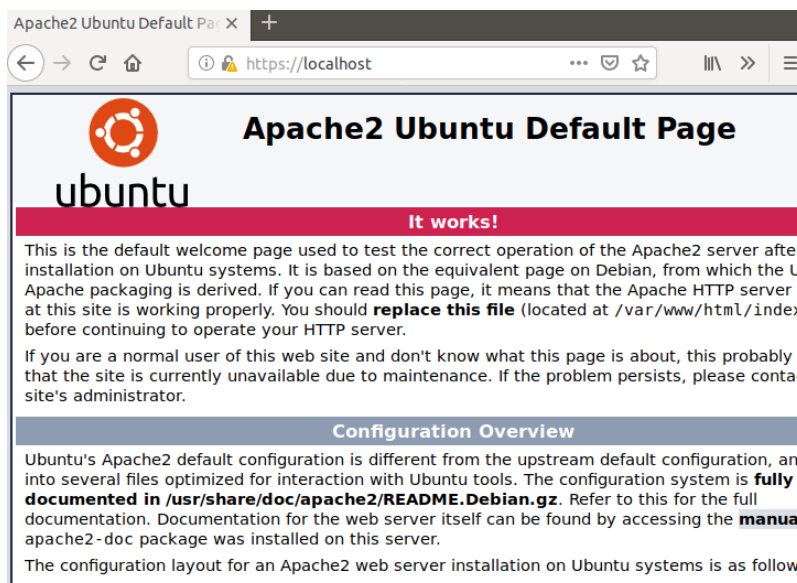 Apache2 Ubuntu Default Pa
https://localhost
ubuntu
Apache2 Ubuntu Default Page
It works!
This is the default welcome page used to test the correct operation of the Apache2 server afte
installation on Ubuntu systems. It is based on the equivalent page on Debian, from which the U
Apache packaging is derived. If you can read this page, it means that the Apache HTTP server
at this site is working properly. You should replace this file (located at /var/www/html/index
before continuing to operate your HTTP server.
If you are a normal user of this web site and don't know what this page is about, this probably
that the site is currently unavailable due to maintenance. If the problem persists, please conta
site's administrator.
Configuration Overview
Ubuntu's Apache2 default configuration is different from the upstream default configuration, an
into several files optimized for interaction with Ubuntu tools. The configuration system is fully
documented in /usr/share/doc/apache2/README.Debian.gz. Refer to this for the full
documentation. Documentation for the web server itself can be found by accessing the manua
apache2-doc package was installed on this server.
The configuration layout for an Apache2 web server installation on Ubuntu systems is as follow